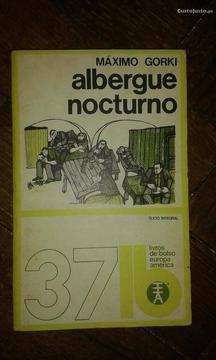 MÁXIMO GORKI
albergue
nocturno
TEXTO INTEGRAL
37
livros
de bolso
europa
américa